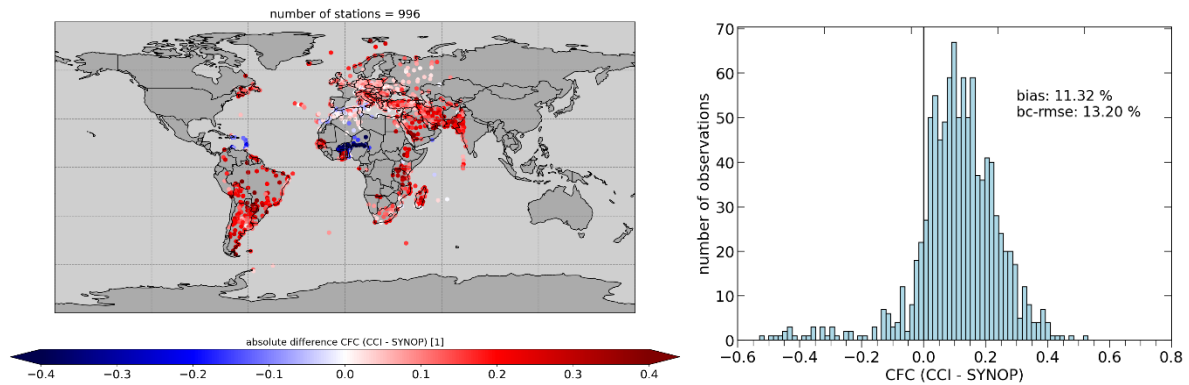 number of stations = 996
absolute difference CFC (CCI - SYNOP) [1]
−0.4 −0.3 −0.2 −0.1 0.0 0.1 0.2 0.3 0.4
70
60
50
40
30
20
10
0
number of observations
bias: 11.32 %
bc-rmse: 13.20 %
−0.6 −0.4 −0.2 0.0 0.2 0.4 0.6 0.8
CFC (CCI - SYNOP)